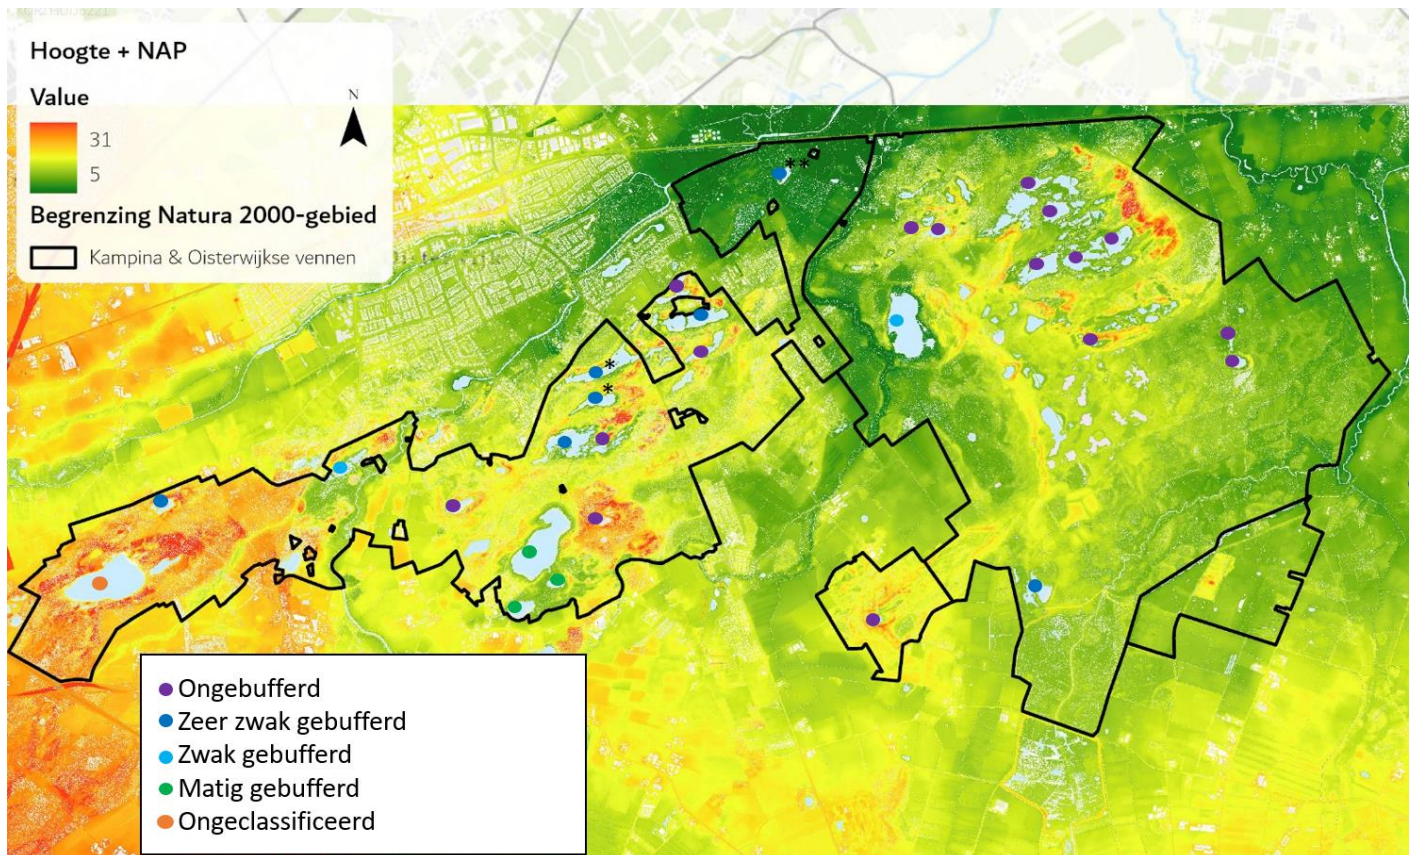 Hoogte + NAP
Value
N
31
5
Begrenzing Natura 2000-gebied
Kampina & Oisterwijkse vennen
**
*
*
Ongebufferd
Zeer zwak gebufferd
Zwak gebufferd
Matig gebufferd
Ongeclassificeerd